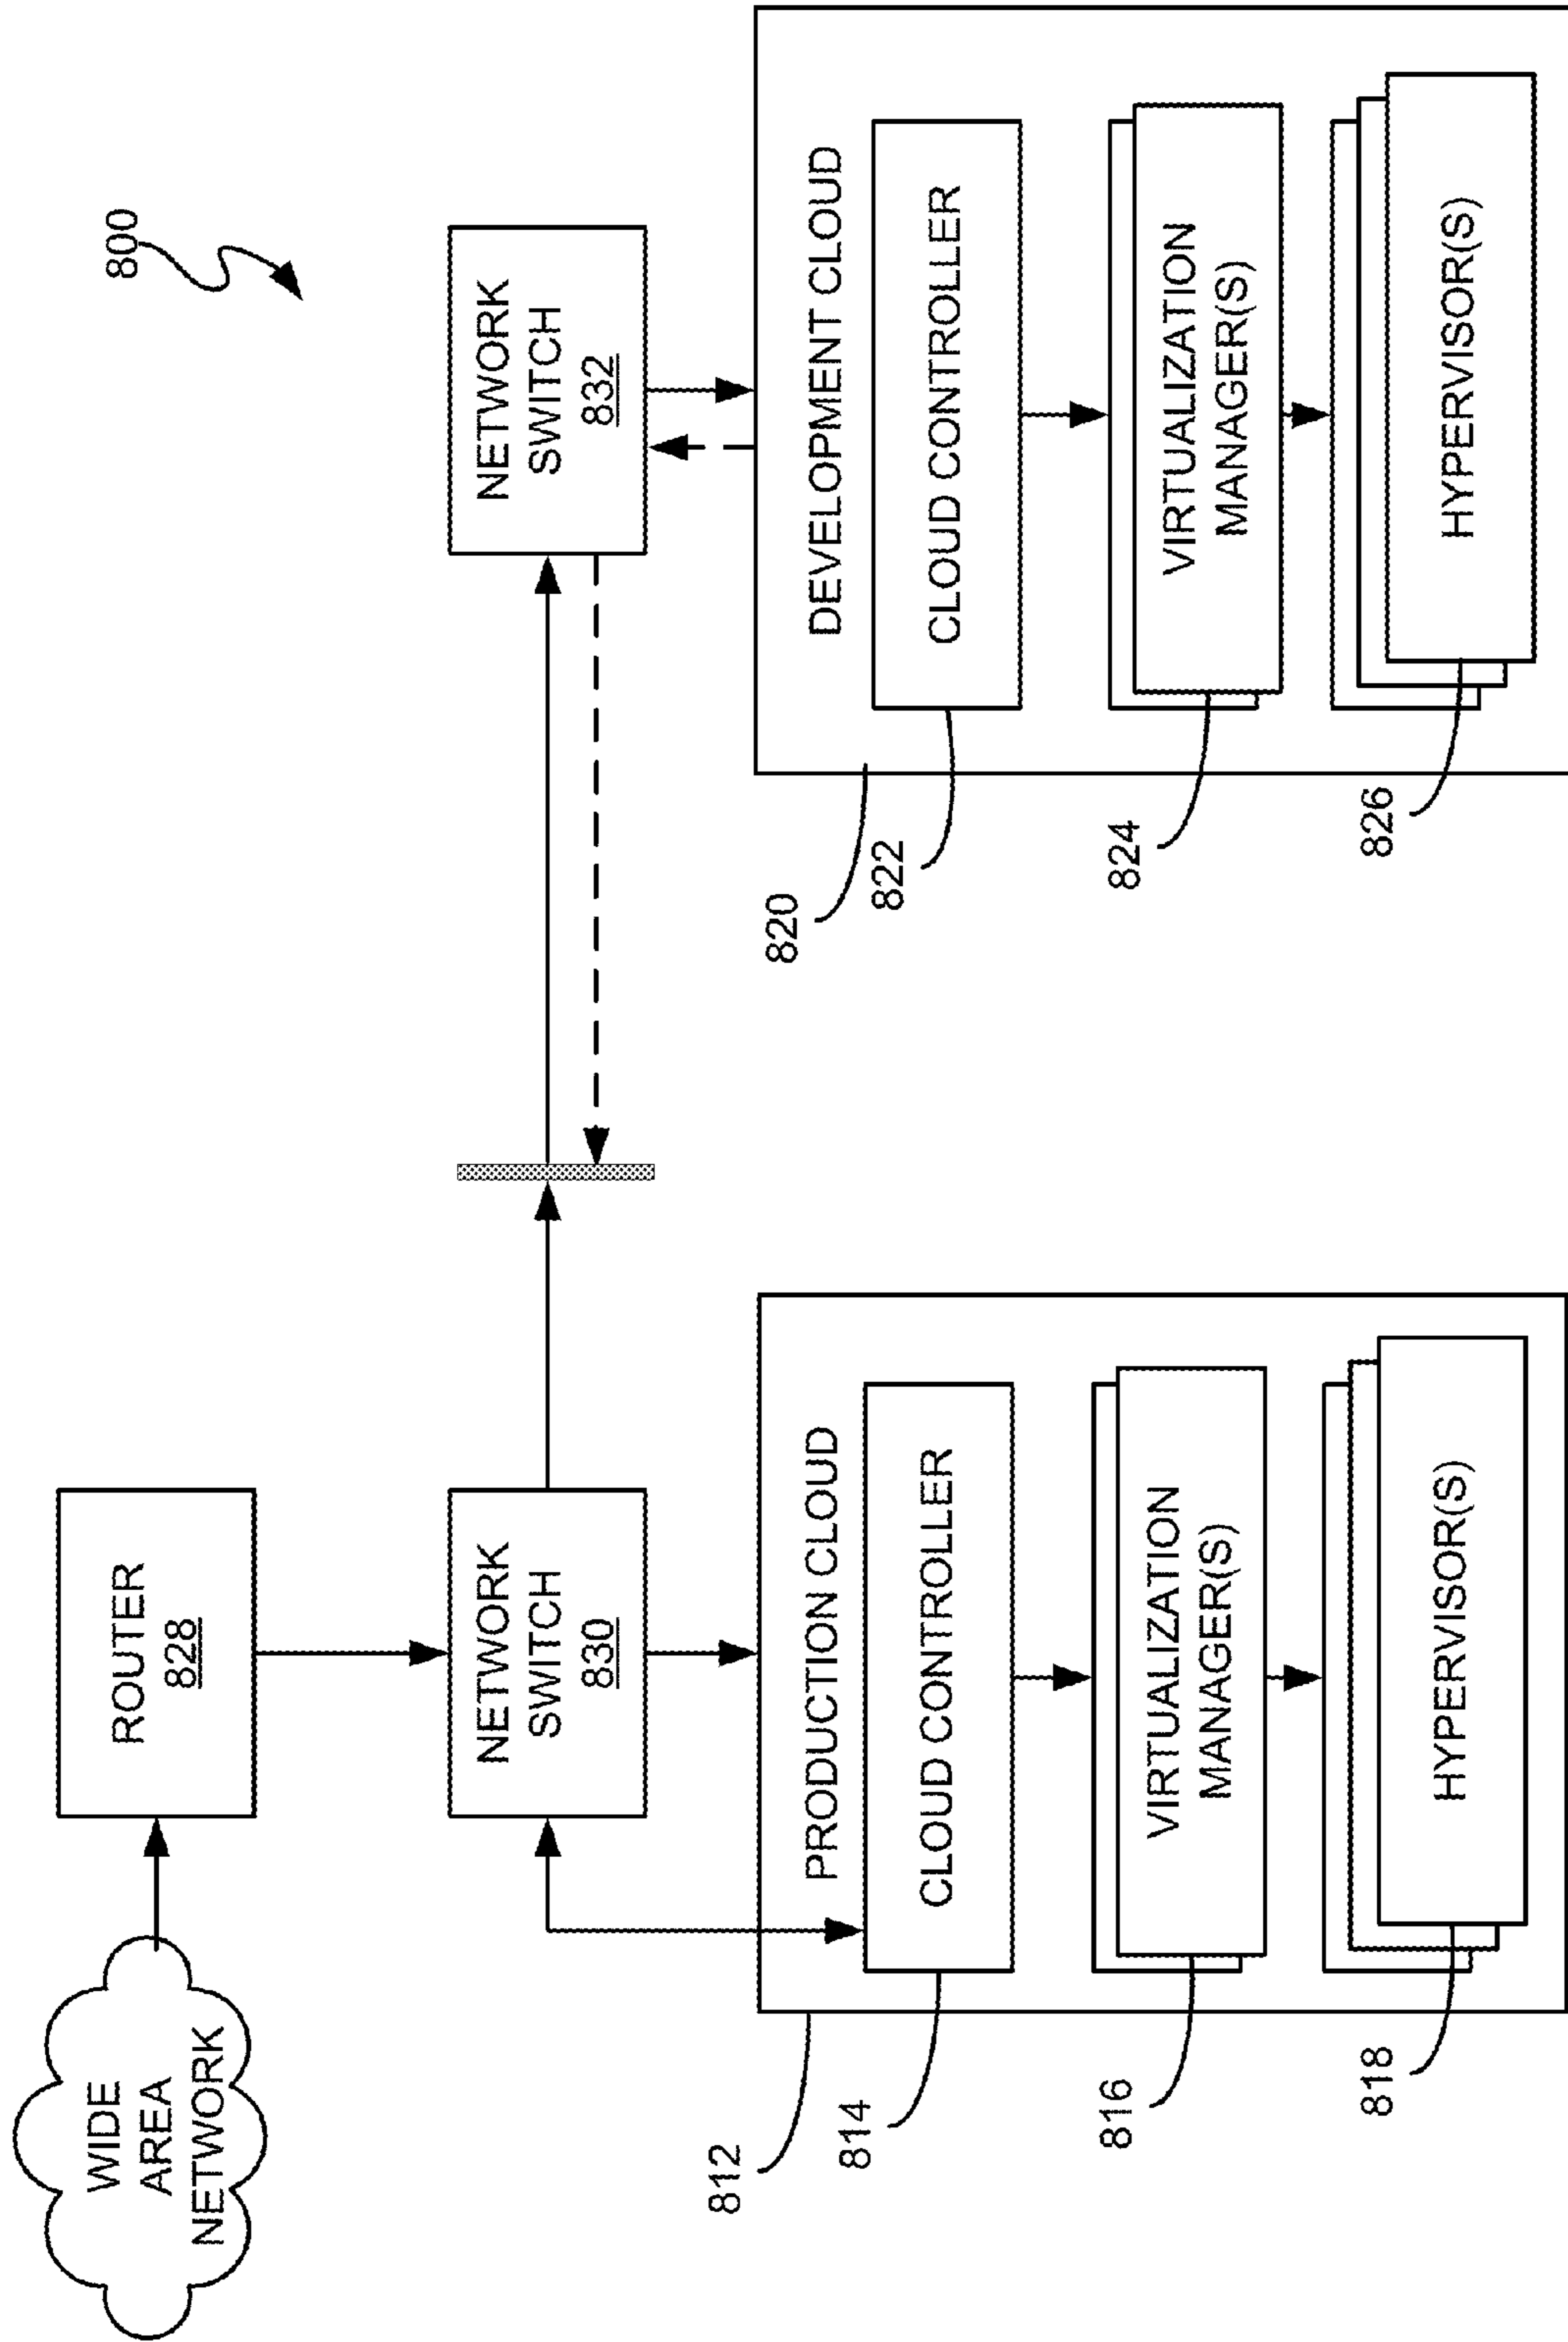 800
WIDE
AREA
NETWORK
ROUTER
828
NETWORK
SWITCH
830
NETWORK
SWITCH
832
812
PRODUCTION CLOUD
814
CLOUD CONTROLLER
816
VIRTUALIZATION
MANAGER(S)
818
HYPERVISOR(S)
820
DEVELOPMENT CLOUD
822
CLOUD CONTROLLER
824
VIRTUALIZATION
MANAGER(S)
826
HYPERVISOR(S)